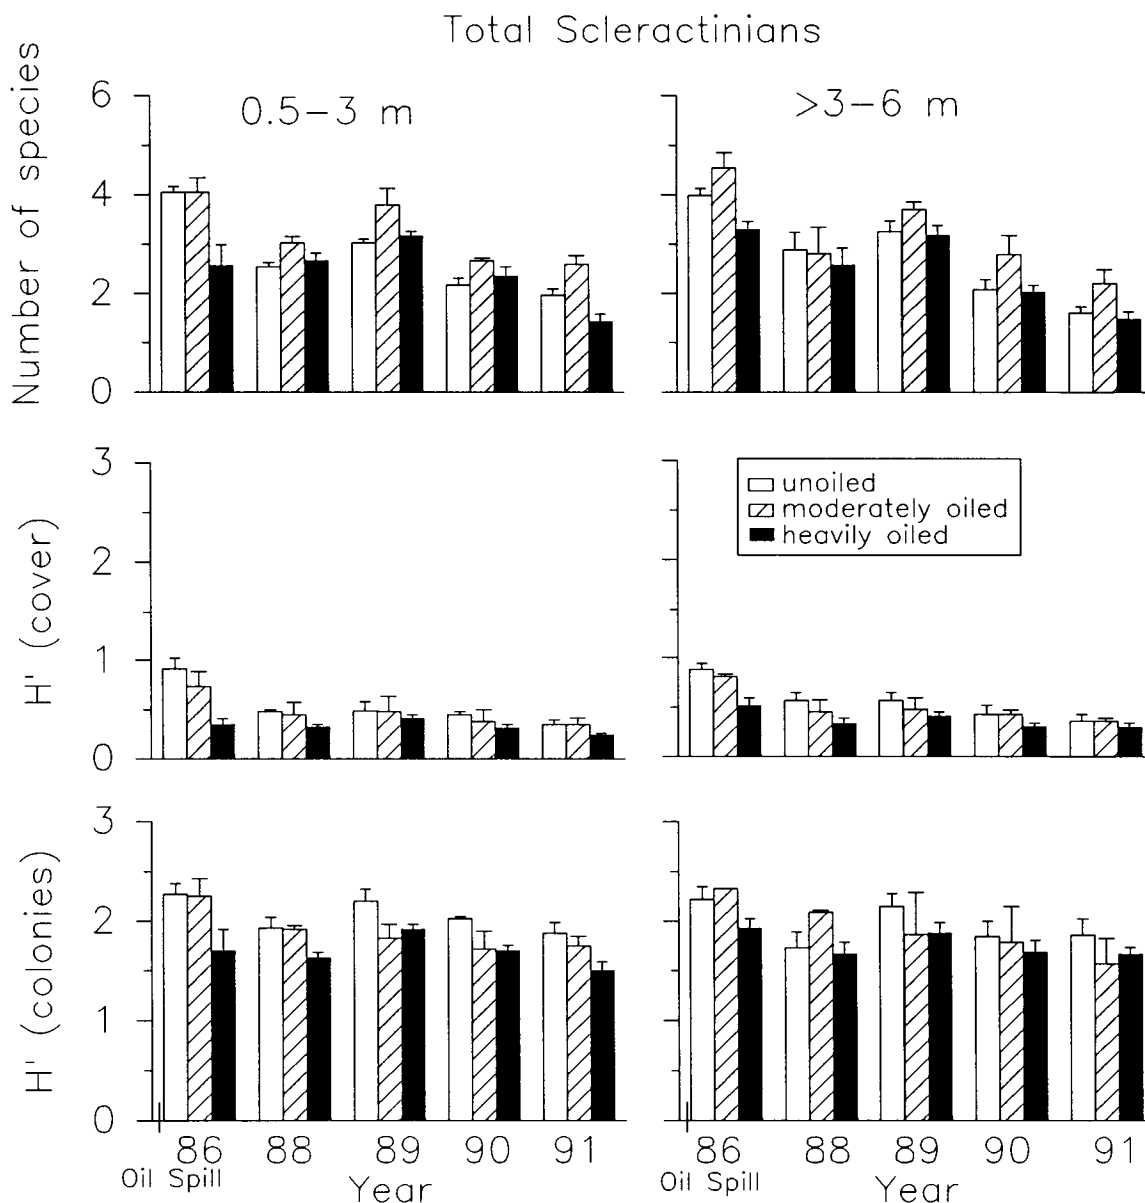 Total Scleractinians
0.5-3 m
>3-6 m
Number of species
6
4
2
0
H' (cover)
3
2
1
0
unoiled
moderately oiled
heavily oiled
H' (colonies)
3
2
1
0
86 88 89 90 91
86 88 89 90 91
Oil Spill
Oil Spill
Year
Year